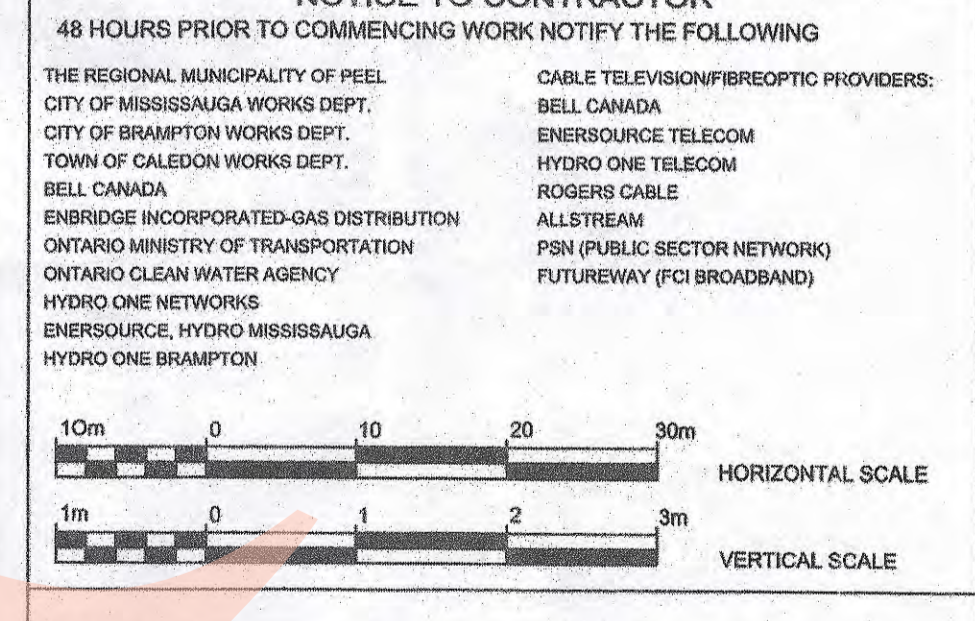 NOTICE TO CONTRACTOR
48 HOURS PRIOR TO COMMENCING WORK NOTIFY THE FOLLOWING
THE REGIONAL MUNICIPALITY OF PEEL
CITY OF MISSISSAUGA WORKS DEPT.
CITY OF BRAMPTON WORKS DEPT.
TOWN OF CALEDON WORKS DEPT.
BELL CANADA
ENBRIDGE INCORPORATED-GAS DISTRIBUTION
ONTARIO MINISTRY OF TRANSPORTATION
ONTARIO CLEAN WATER AGENCY
HYDRO ONE NETWORKS
ENERSOURCE, HYDRO MISSISSAUGA
HYDRO ONE BRAMPTON
CABLE TELEVISION/FIBREOPTIC PROVIDERS:
BELL CANADA
ENERSOURCE TELECOM
HYDRO ONE TELECOM
ROGERS CABLE
ALLSTREAM
PSN (PUBLIC SECTOR NETWORK)
FUTUREWAY (FCI BROADBAND)
10m 0 10 20 30m
HORIZONTAL SCALE
1m 0 1 2 3m
VERTICAL SCALE